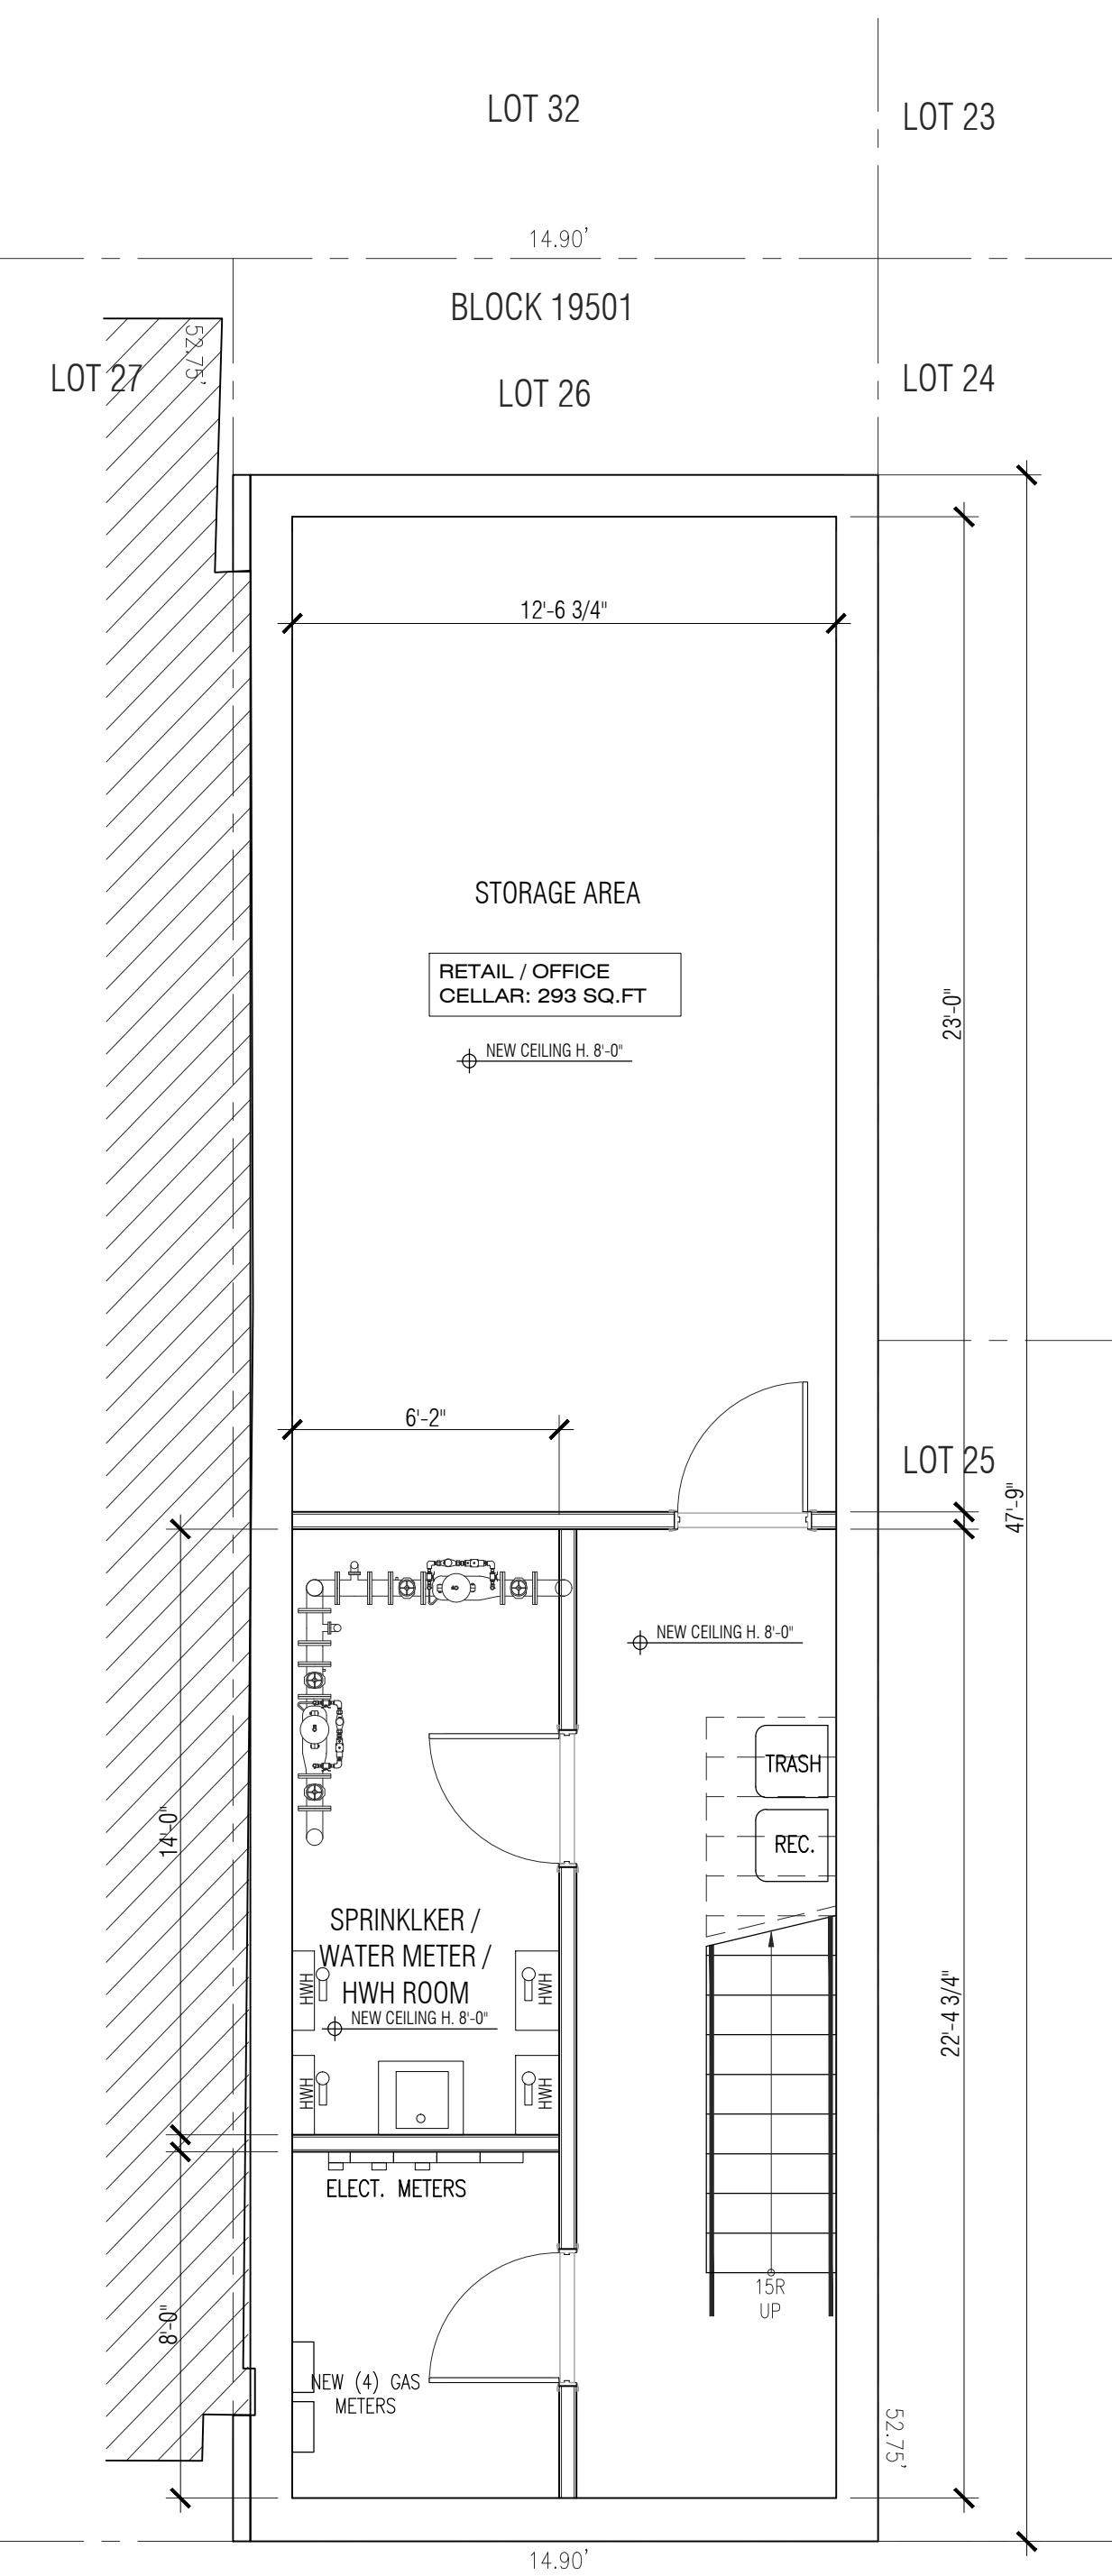 LOT 32
LOT 23
14.90'
BLOCK 19501
52.75'
LOT 27
LOT 26
LOT 24
12'-6 3/4"
STORAGE AREA
RETAIL / OFFICE
CELLAR: 293 SQ.FT
23'-0"
NEW CEILING H. 8'-0"
6'-2"
LOT 25
47'-9"
NEW CEILING H. 8'-0"
TRASH
14'-0"
REC.
SPRINKLKER /
WATER METER /
HWH ROOM
HWH
HWH
NEW CEILING H. 8'-0"
22'-4 3/4"
HWH
HWH
ELECT. METERS
15R
UP
8'-0"
NEW (4) GAS
METERS
52.75'
14.90'